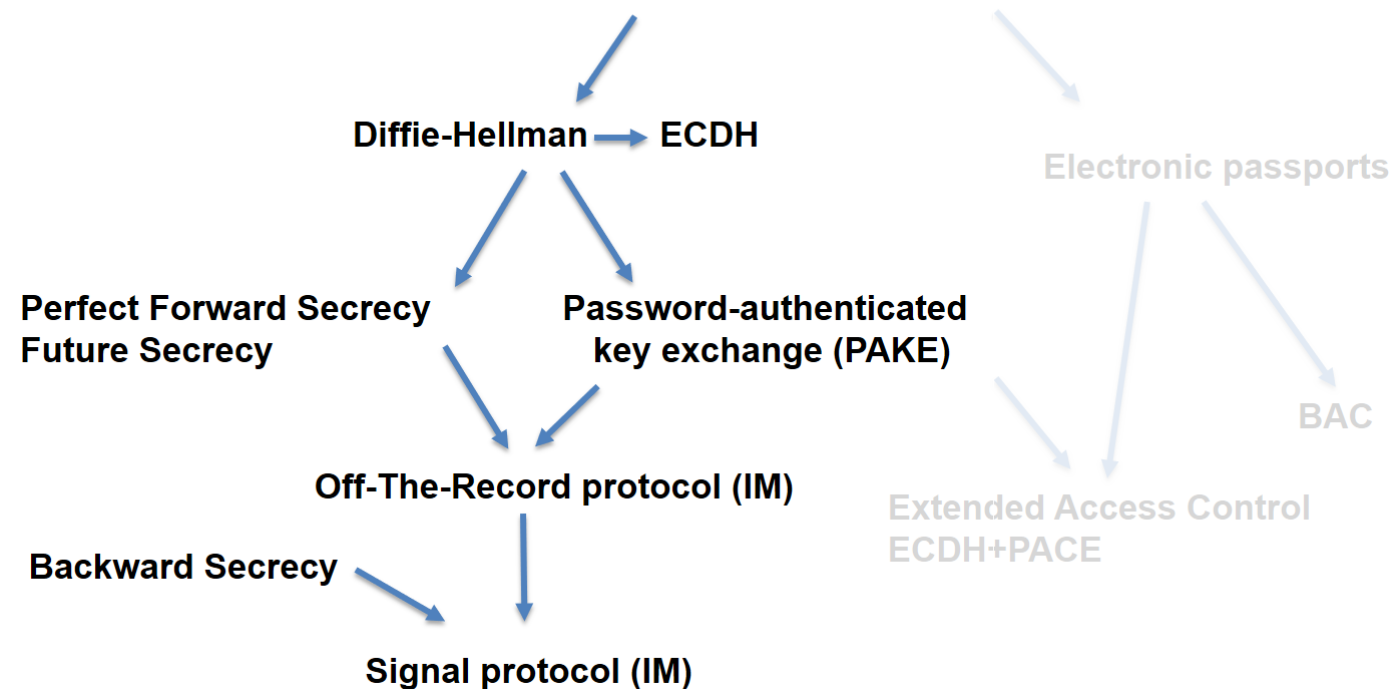 Diffie-Hellman
ECDH
Electronic passports
Perfect Forward Secrecy
Future Secrecy
Password-authenticated
key exchange (PAKE)
BAC
Off-The-Record protocol (IM)
Extended Access Control
ECDH+PACE
Backward Secrecy
Signal protocol (IM)